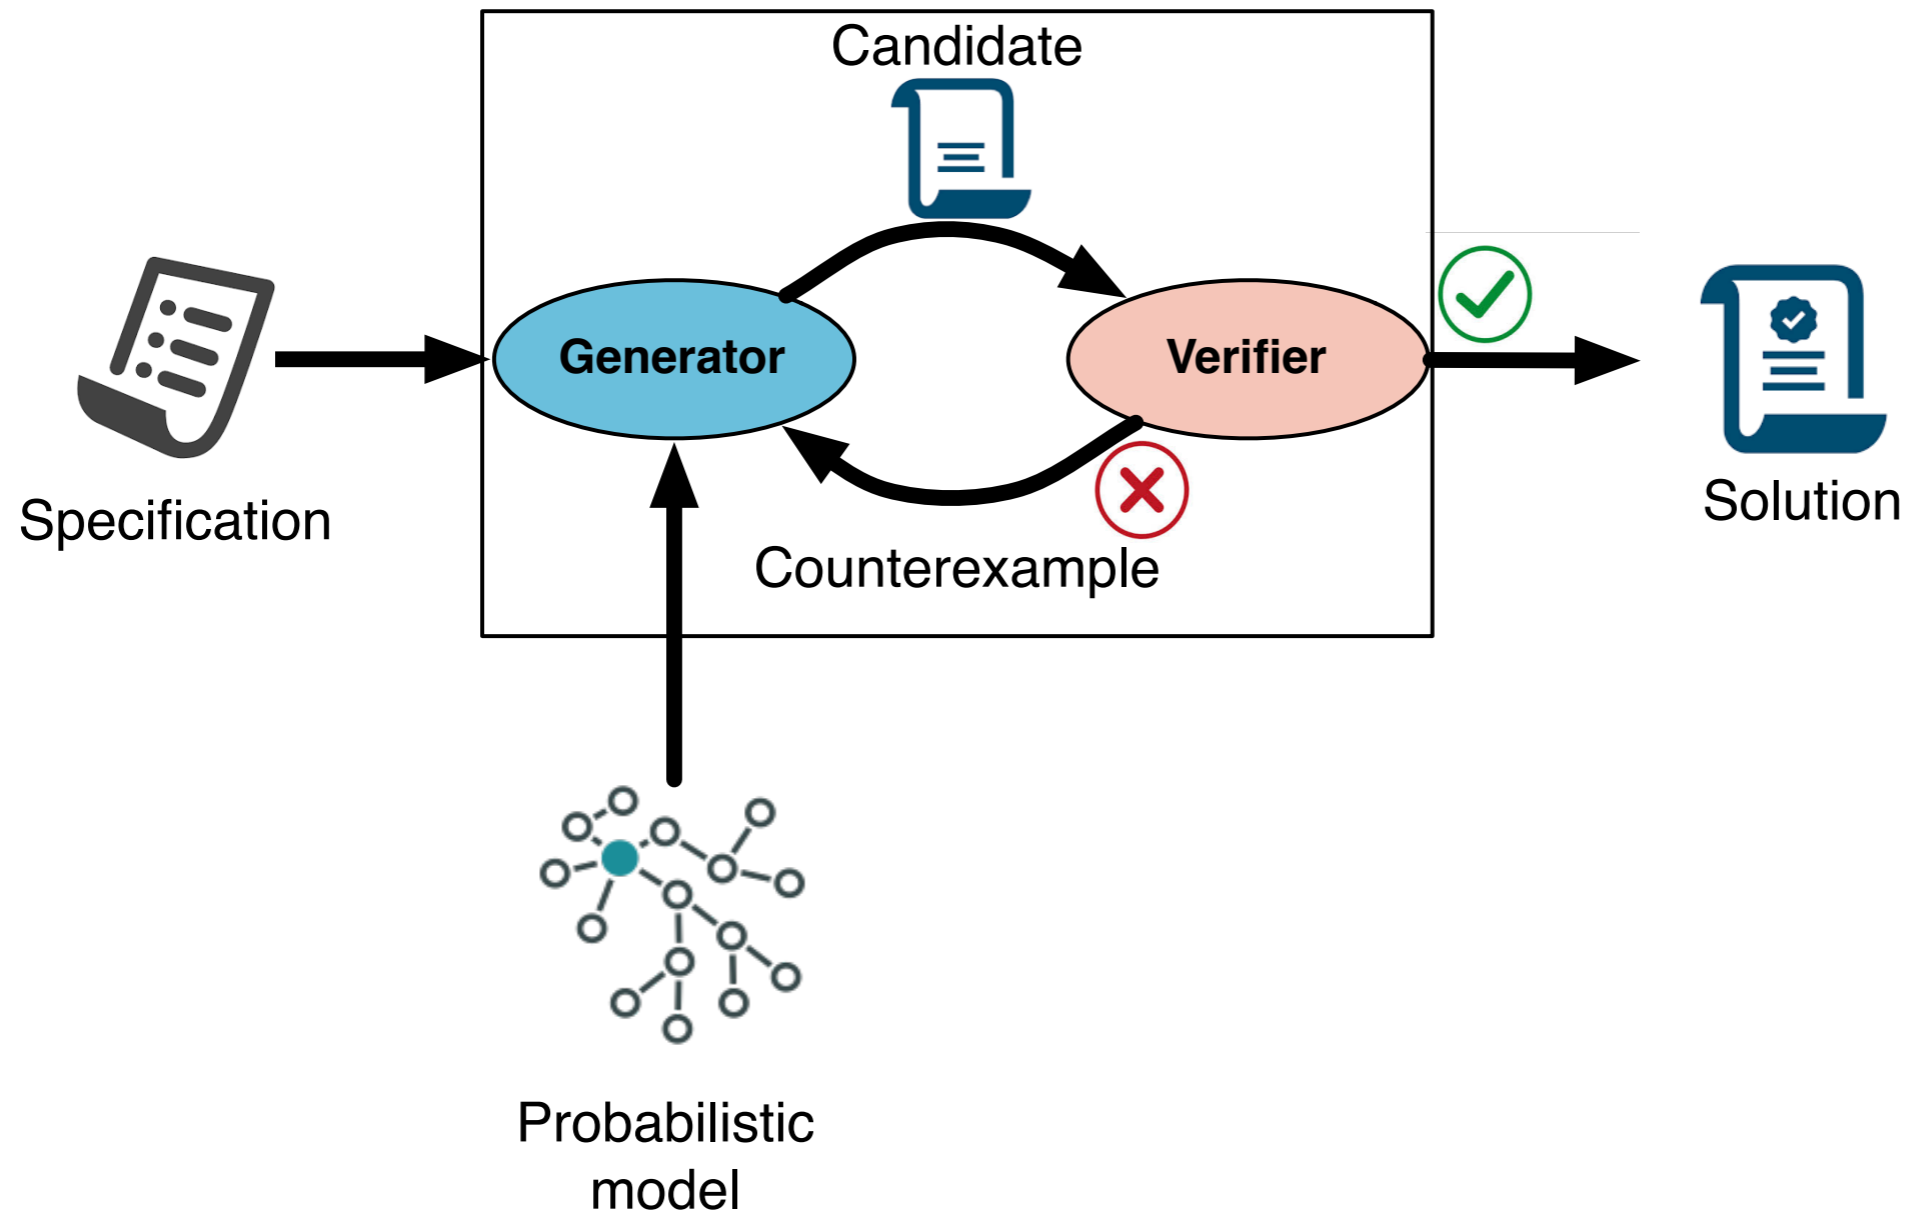 Candidate
Generator
Verifier
Specification
Solution
Counterexample
Probabilistic
model